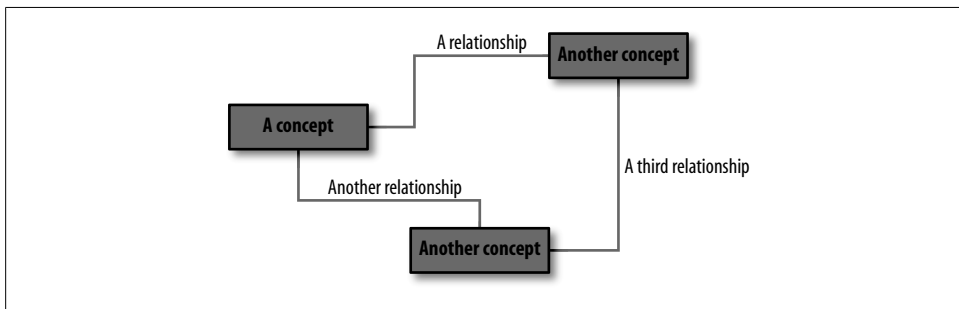 A relationship
Another concept
A concept
A third relationship
Another relationship
Another concept